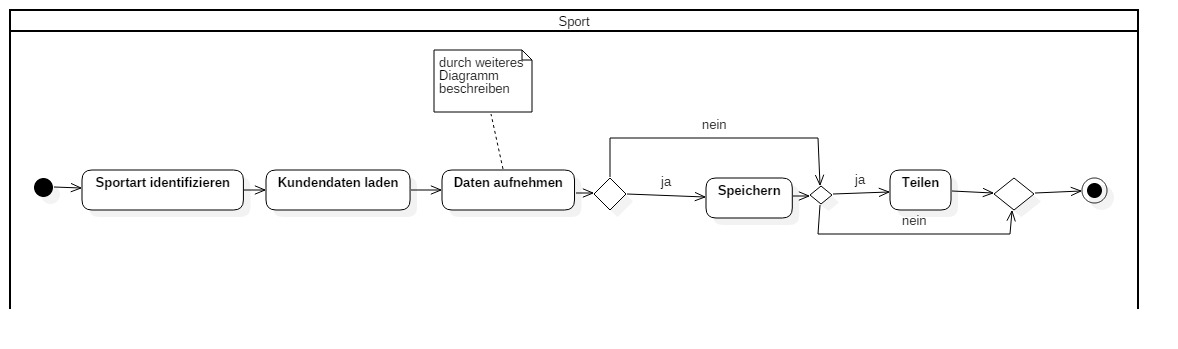 Sport
durch weiteres
Diagramm
beschreiben
nein
Sportart identifizieren
Kundendaten laden
Daten aufnehmen
ja
Speichern
ja
Teilen
nein